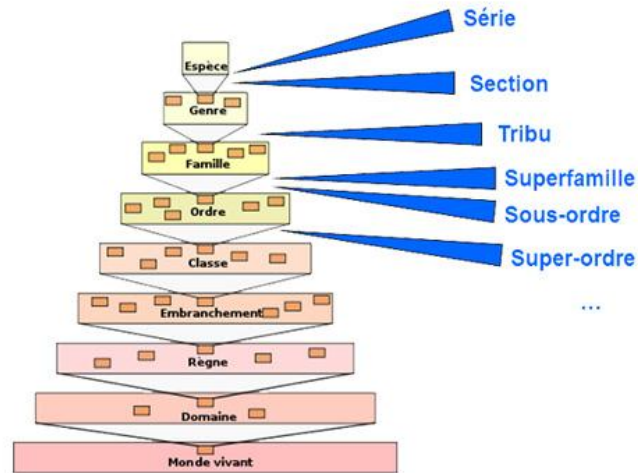 Série
Espèce
Section
Genre
Tribu
Famille
Superfamille
Ordre
Sous-ordre
Super-ordre
Classe
...
Embranchement
Règne
Domaine
Monde vivant